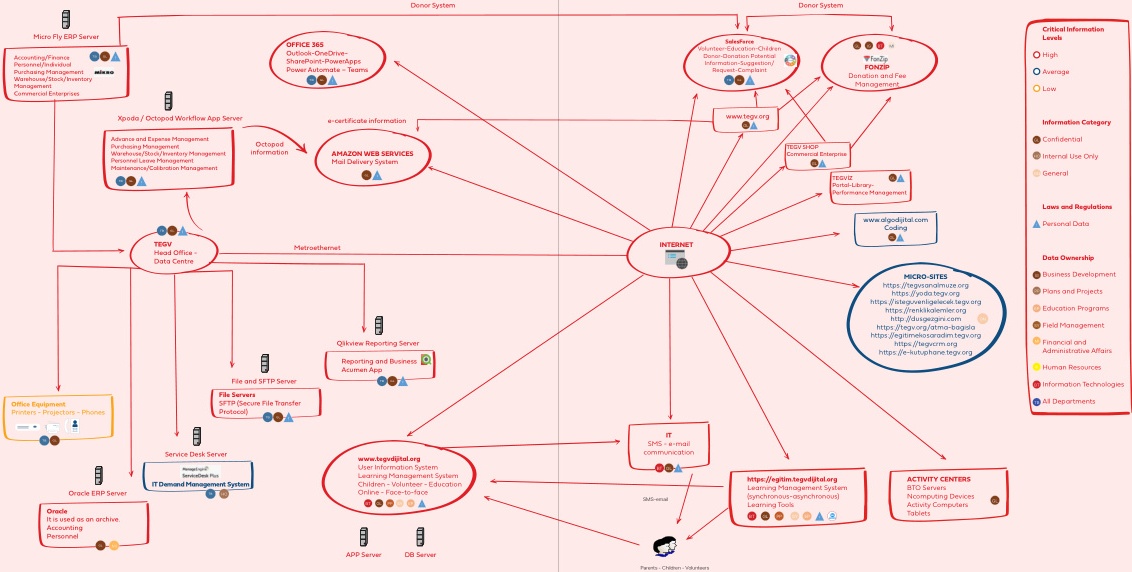 Donor System
Donor System
Micro Fly ERP Server
Accounting/Finance
Personnel/Individual
Purchasing Management
Warehouse/Stock/Inventory
Management
Commercial Enterprises
MİKRO
OFFICE 365
Outlook-OneDrive-
SharePoint-PowerApps
Power Automate - Teams
SalesForce
Volunteer-Education-Children
Donor-Donation Potential
Information-Suggestion/
Request-Complaint
FonZip
FONZİP
Donation and Fee
Management
Xpoda / Octopod Workflow App Server
Advance and Expense Management
Purchasing Management
Warehouse/Stock/Inventory Management
Personnel Leave Management
Maintenance/Calibration Management
Octopod
information
e-certificate information
AMAZON WEB SERVICES
Mail Delivery System
www.tegv.org
TEGV SHOP
Commercal Enterprise
TEGVİZ
Portal-Library-
Performance Management
www.algodijital.com
Coding
TEGV
Head Office -
Data Centre
Metroethernet
INTERNET
MICRO-SITES
https://tegvsanalmuze.org
https://yoda.tegv.org
https://isteguvenligelecek.tegv.org
https://renklikalemler.org
http://dusgezgini.com
https://tegv.org/atma-bagisla
https://egitimekosaradim.tegv.org
https://tegvcrm.org
https://e-kutuphane.tegv.org
Qlikview Reporting Server
Reporting and Business
Acumen App
File and SFTP Server
File Servers
SFTP (Secure File Transfer
Protocol)
Office Equipment
Printers - Projectors - Phones
Service Desk Server
ManageEngine
ServiceDesk Plus
IT Demand Management System
Oracle ERP Server
Oracle
It is used as an archive.
Accounting
Personnel
www.tegvdijital.org
User Information System
Learning Management System
Children - Volunteer - Education
Online - Face-to-face
APP Server
DB Server
IT
SMS - e-mail
communication
SMS-email
Parents - Children - Volunteers
https://egitim.tegvdijital.org
Learning Management System
(synchronous-asynchronous)
Learning Tools
ACTIVITY CENTERS
BTO Servers
Ncomputing Devices
Activity Computers
Tablets
Critical Information
Levels
High
Average
Low
Information Category
Confidential
Internal Use Only
General
Laws and Regulations
Personal Data
Data Ownership
Business Development
Plans and Projects
Education Programs
Field Management
Financial and
Administrative Affairs
Human Resources
Information Technologies
All Departments